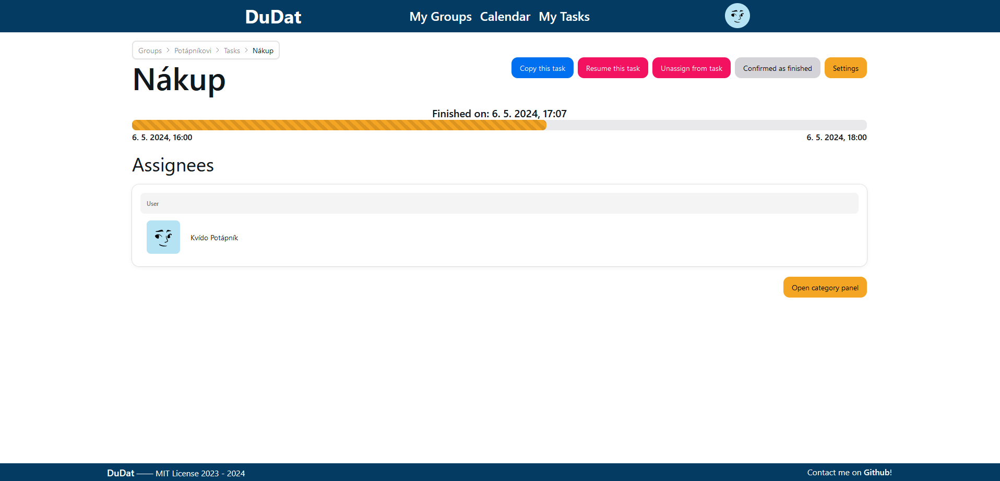 DuDat
My Groups Calendar My Tasks
Groups > Potápníkovi > Tasks > Nákup
Nákup
Copy this task
Resume this task
Unassign from task
Confirmed as finished
Settings
Finished on: 6. 5. 2024, 17:07
6. 5. 2024, 16:00
6. 5. 2024, 18:00
Assignees
User
Kvído Potápník
Open category panel
DuDat —— MIT License 2023 - 2024
Contact me on Github!